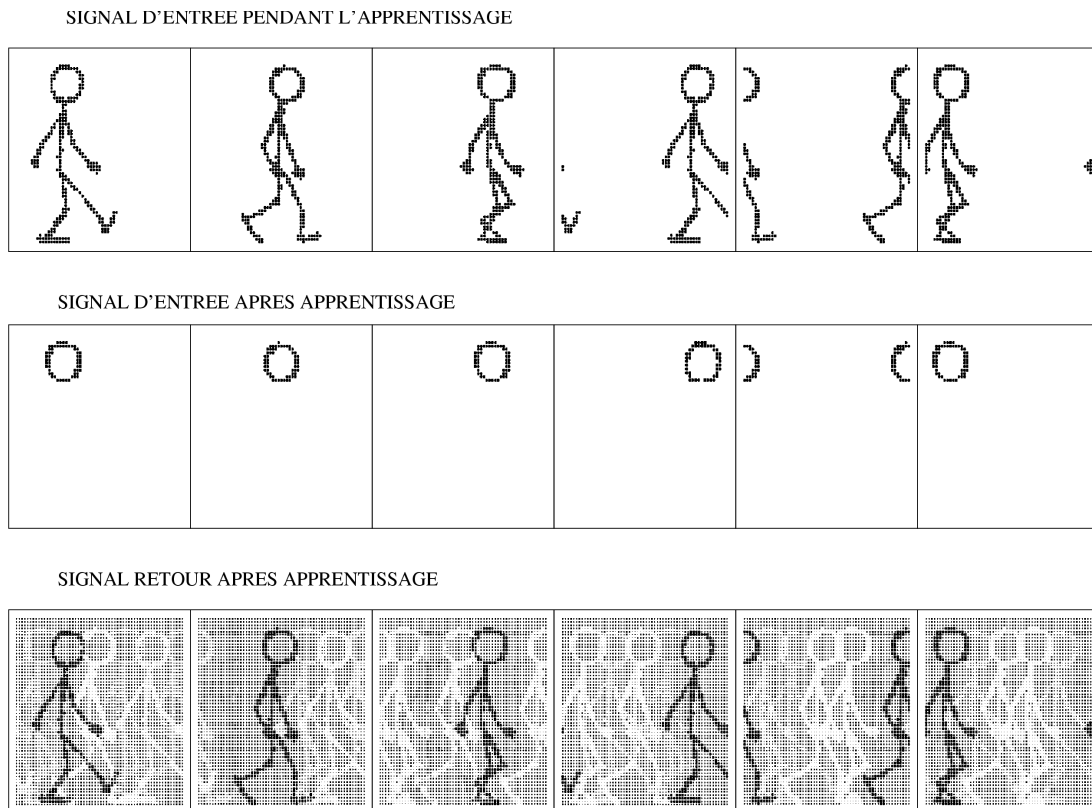 SIGNAL D'ENTREE PENDANT L'APPRENTISSAGE
SIGNAL D'ENTREE APRES APPRENTISSAGE
SIGNAL RETOUR APRES APPRENTISSAGE